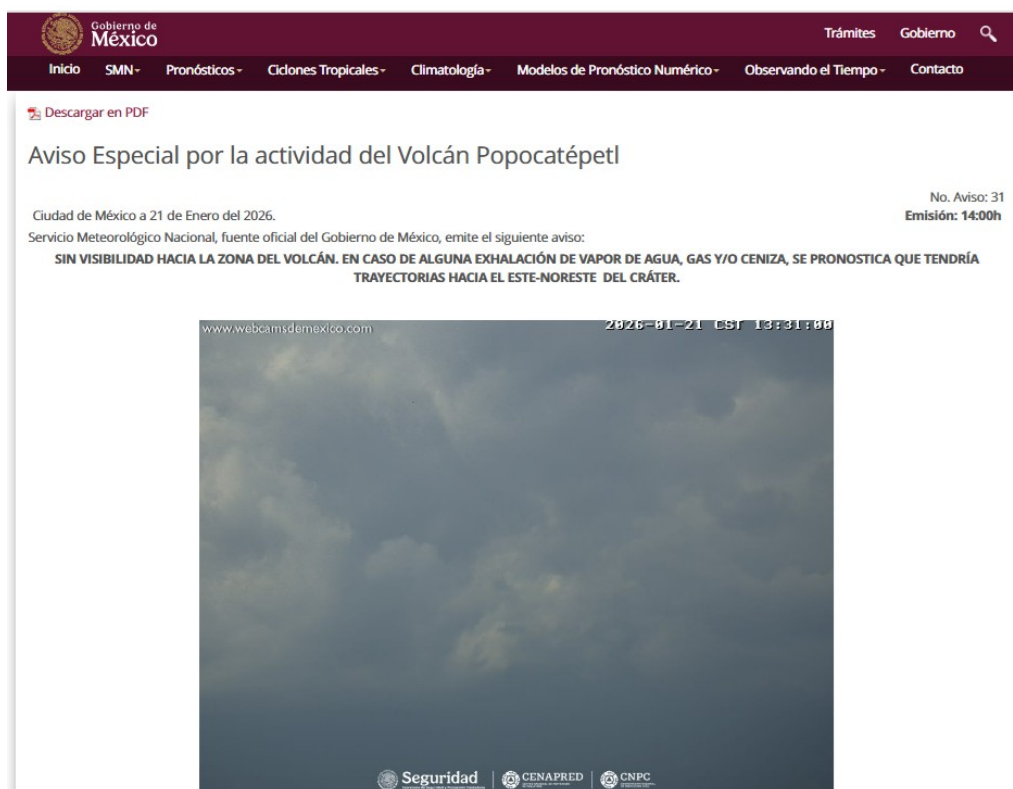 Gobierno de
México
Trámites Gobierno
Inicio SMN Pronósticos Ciclones Tropicales Climatología Modelos de Pronóstico Numérico Observando el Tiempo Contacto
Descargar en PDF
Aviso Especial por la actividad del Volcán Popocatépetl
No. Aviso: 31
Ciudad de México a 21 de Enero del 2026.
Emisión: 14:00h
Servicio Meteorológico Nacional, fuente oficial del Gobierno de México, emite el siguiente aviso:
SIN VISIBILIDAD HACIA LA ZONA DEL VOLCÁN. EN CASO DE ALGUNA EXHALACIÓN DE VAPOR DE AGUA, GAS Y/O CENIZA, SE PRONOSTICA QUE TENDRÍA
TRAYECTORIAS HACIA EL ESTE-NORESTE DEL CRÁTER.
www.webcamsdemexico.com
2026-01-21 CST 13:31:00
Seguridad
CENAPRED
CNPC